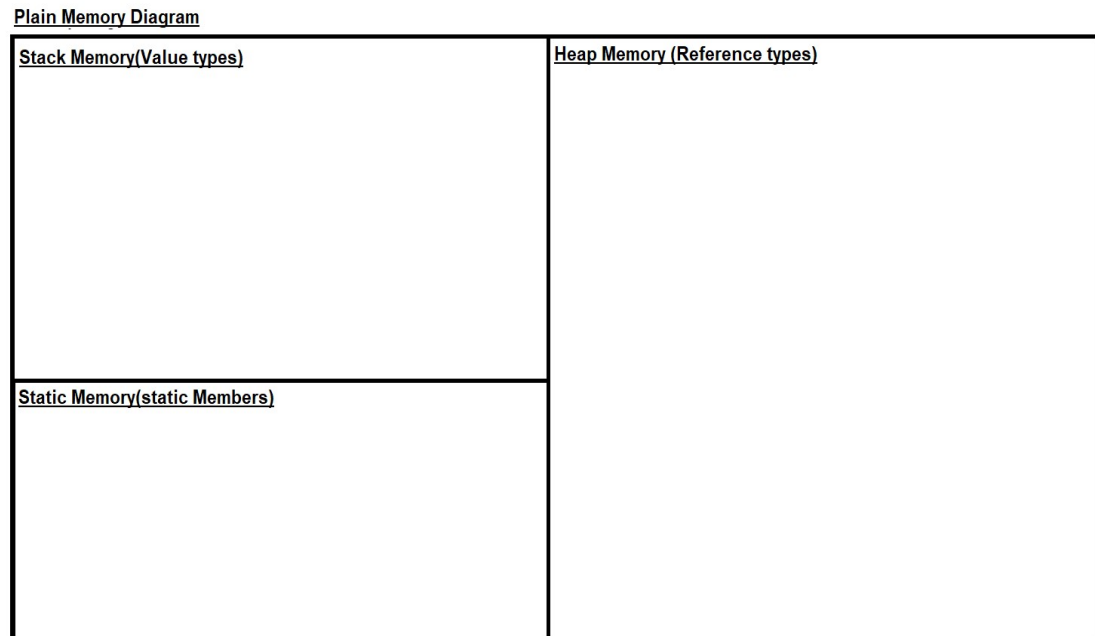 Plain Memory Diagram
Stack Memory(Value types)
Heap Memory (Reference types)
Static Memory(static Members)